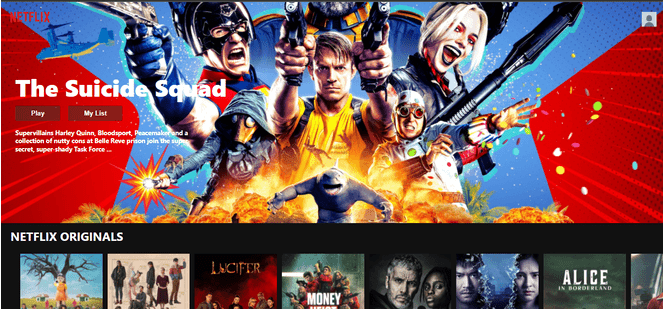 NETFLIX
The Suicide Squad
Play
My List
Supervillains Harley Quinn, Bloodsport, Peacemaker and a
collection of nutty cons at Belle Reve prison join the super-
secret, super-shady Task Force ...
NETFLIX ORIGINALS
LUCIFER
MONEY
HEIST
ALICE
IN BORDERLAND